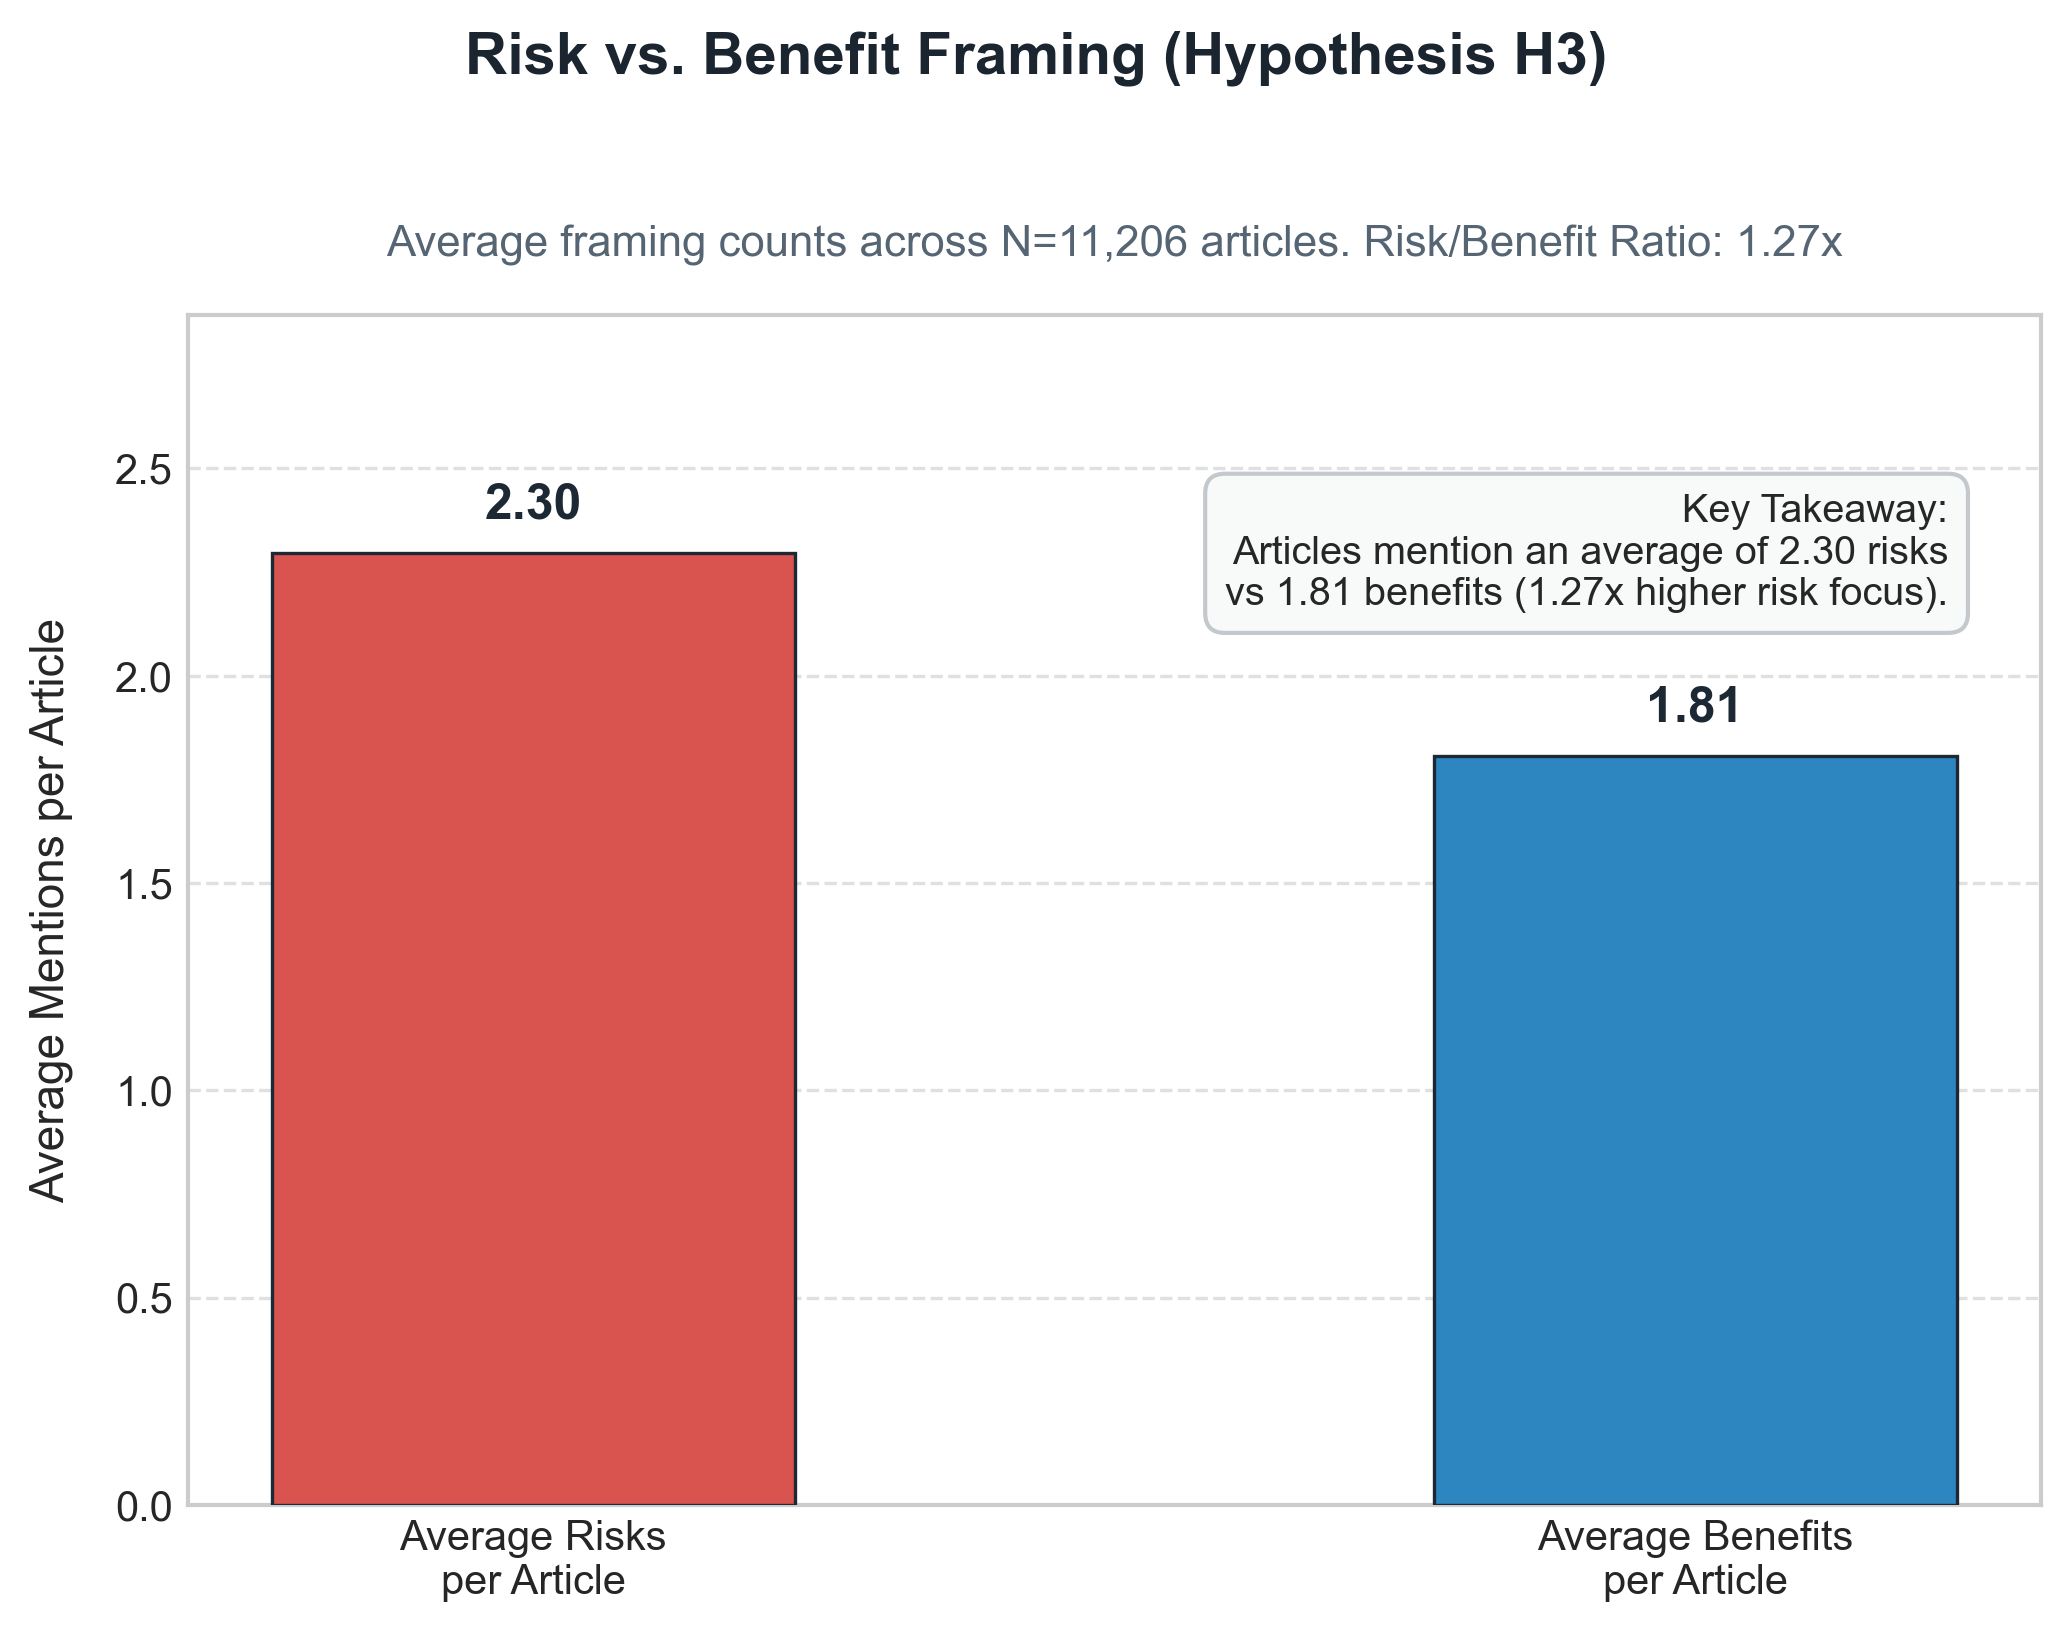 Risk vs. Benefit Framing (Hypothesis H3)
Average framing counts across N=11,206 articles. Risk/Benefit Ratio: 1.27x
Average Mentions per Article
2.5
2.0
1.5
1.0
0.5
0.0
2.30
Key Takeaway:
Articles mention an average of 2.30 risks
vs 1.81 benefits (1.27x higher risk focus).
1.81
Average Risks
per Article
Average Benefits
per Article